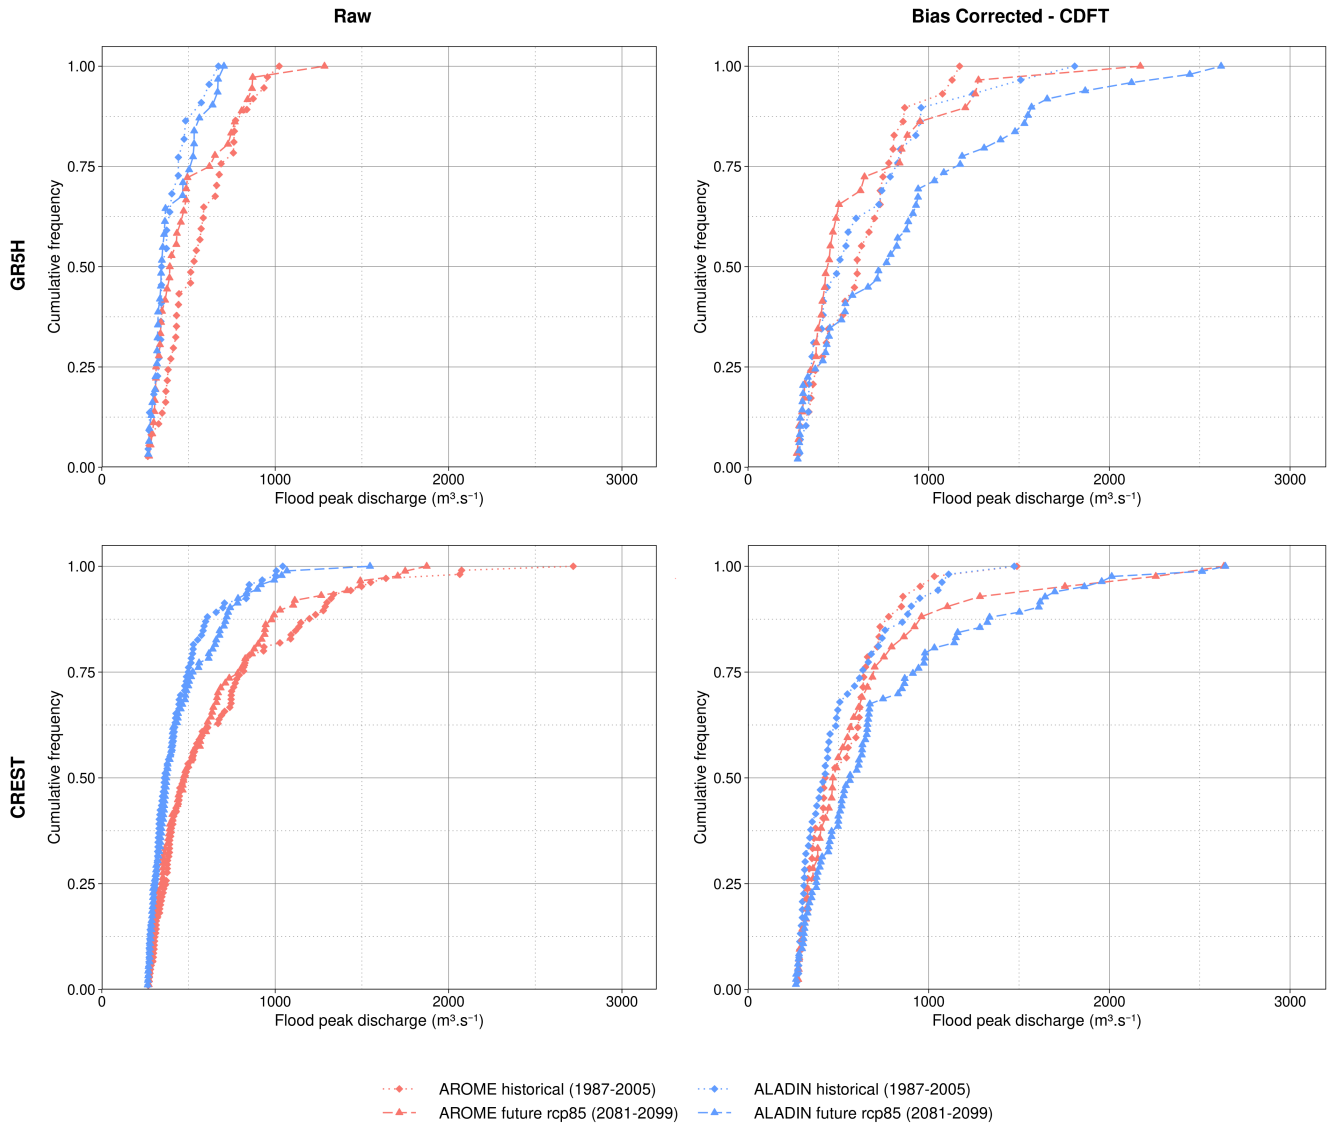 Raw
Bias Corrected - CDFT
GR5H
Cumulative frequency
1.00
0.75
0.50
0.25
0.00
0
1000
2000
3000
Flood peak discharge (m³.s⁻¹)
Cumulative frequency
1.00
0.75
0.50
0.25
0.00
0
1000
2000
3000
Flood peak discharge (m³.s⁻¹)
CREST
Cumulative frequency
1.00
0.75
0.50
0.25
0.00
0
1000
2000
3000
Flood peak discharge (m³.s⁻¹)
Cumulative frequency
1.00
0.75
0.50
0.25
0.00
0
1000
2000
3000
Flood peak discharge (m³.s⁻¹)
AROME historical (1987-2005)
AROME future rcp85 (2081-2099)
ALADIN historical (1987-2005)
ALADIN future rcp85 (2081-2099)